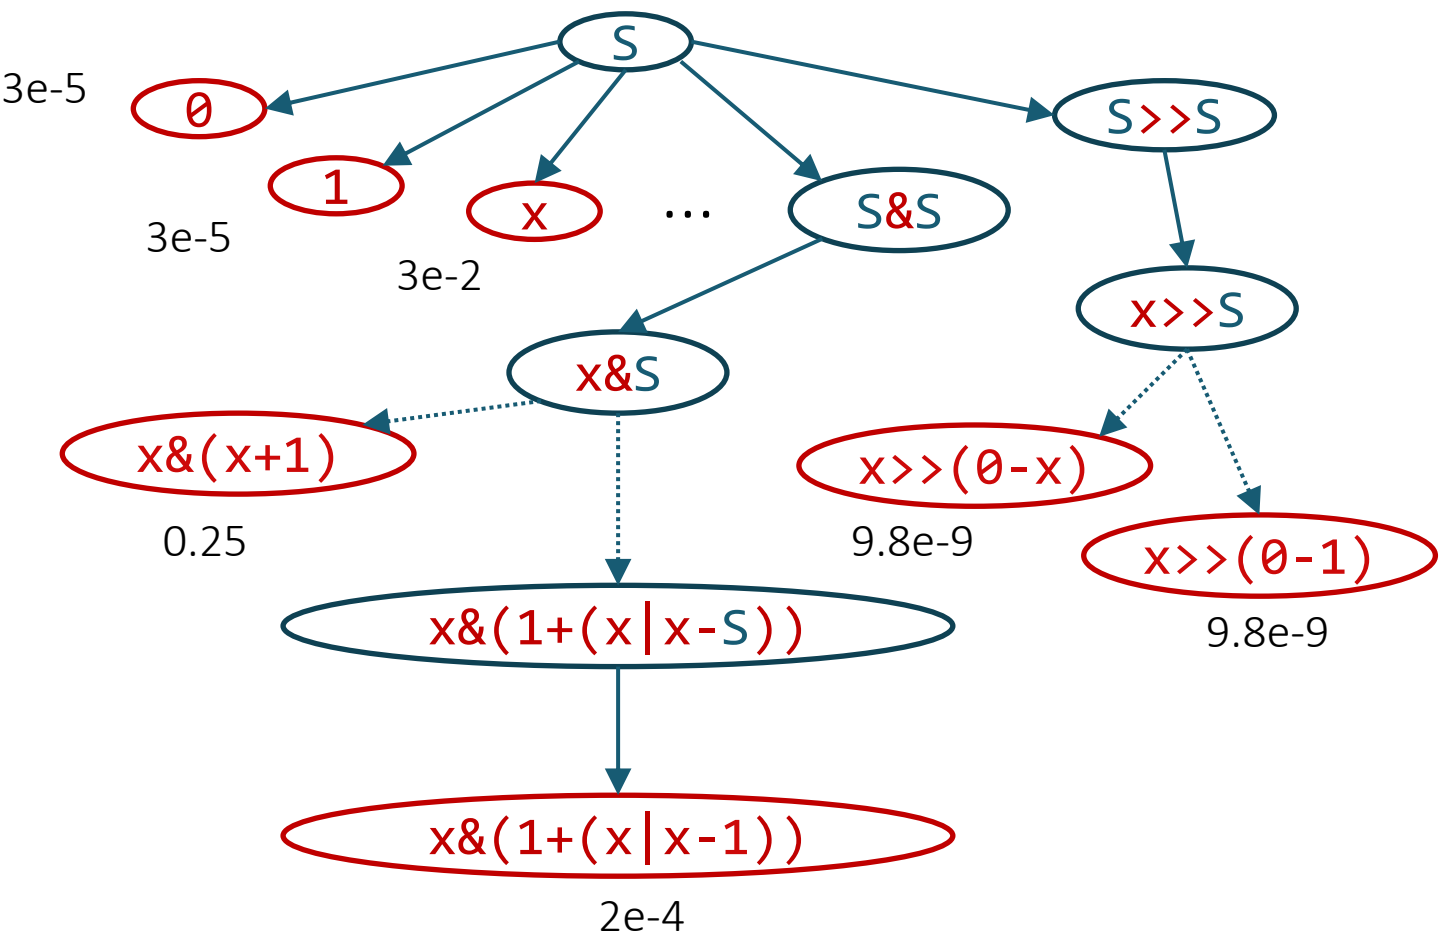 S
3e-5
0
S>>S
1
x
...
S&S
3e-5
3e-2
x>>S
x&S
x&(x+1)
x>>(0-x)
0.25
9.8e-9
x>>(0-1)
x&(1+(x|x-S))
9.8e-9
x&(1+(x|x-1))
2e-4